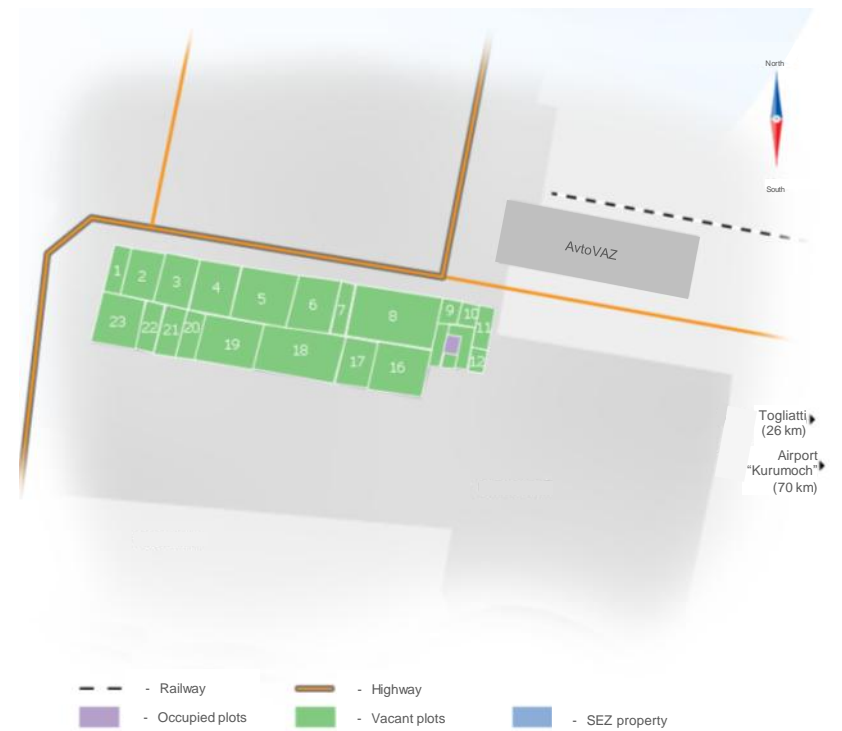 North
South
AvtoVAZ
1
2
3
4
5
6
7
8
9
10
11
12
23
22
21
20
19
18
17
16
Togliatti
(26 km)
Airport
“Kurumoch”
(70 km)
- Railway
- Highway
- Occupied plots
- Vacant plots
- SEZ property